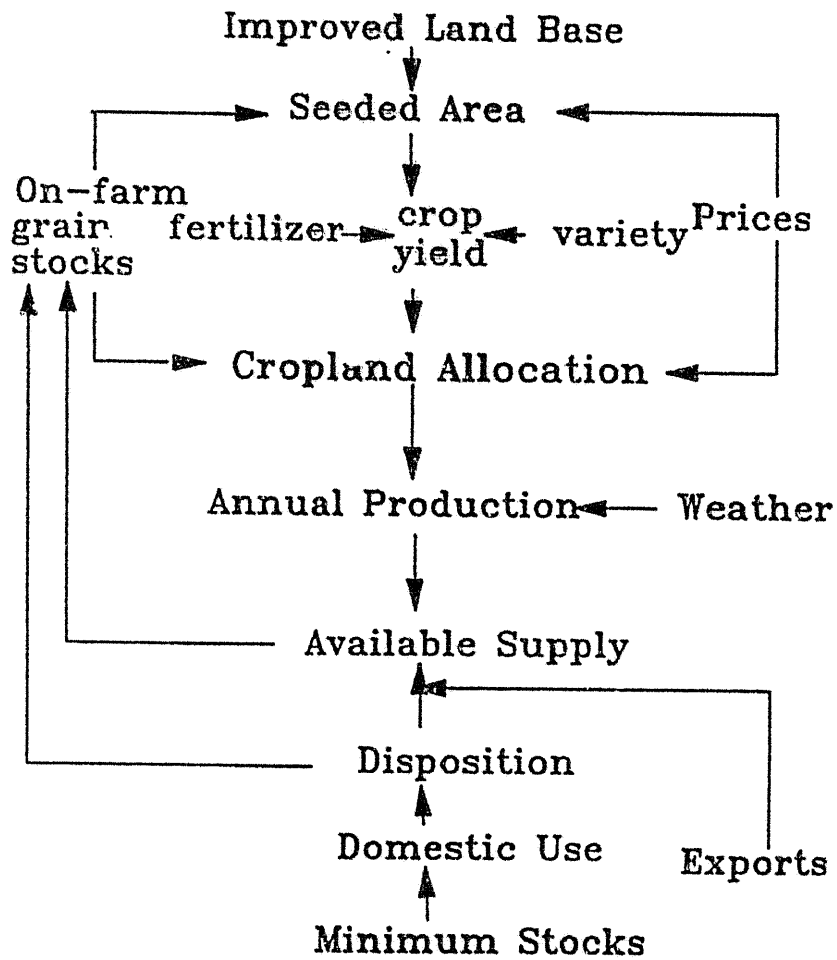 Improved Land Base
Seeded Area
On-farm
grain
stocks
fertilizer
crop
yield
variety
Prices
Cropland Allocation
Annual Production
Weather
Available Supply
Disposition
Domestic Use
Exports
Minimum Stocks